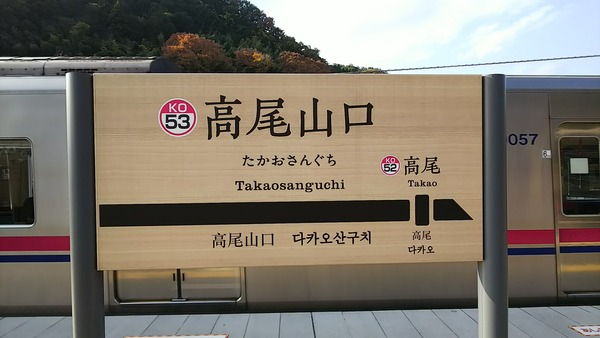 KO
53
高尾山口
たかおさんぐち
Takaosanguchi
KO
52
高尾
Takao
高尾山口 다카오산구치
高尾
다카오
057